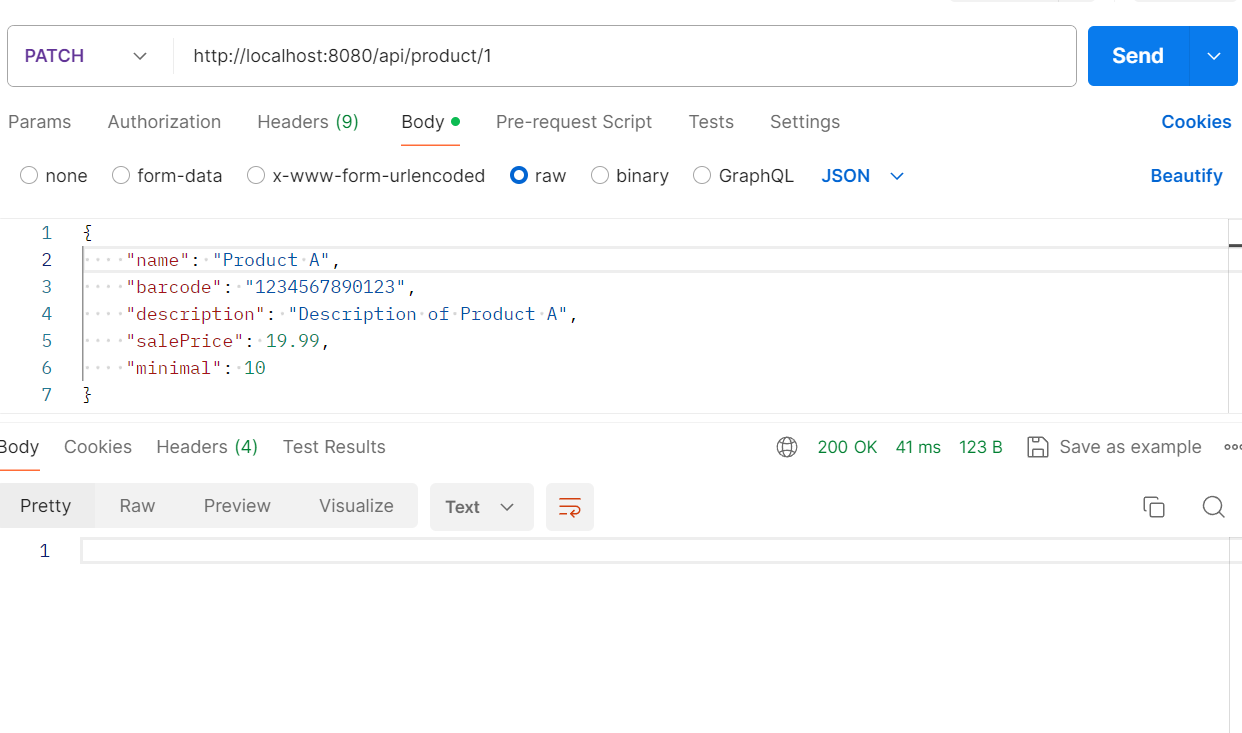 PATCH http://localhost:8080/api/product/1 Send
Params Authorization Headers (9) Body Pre-request Script Tests Settings Cookies
none form-data x-www-form-urlencoded raw binary GraphQL JSON Beautify
1 {
2 "name": "Product A",
3 "barcode": "1234567890123",
4 "description": "Description of Product A",
5 "salePrice": 19.99,
6 "minimal": 10
7 }
Body Cookies Headers (4) Test Results 200 OK 41 ms 123 B Save as example
Pretty Raw Preview Visualize Text
1